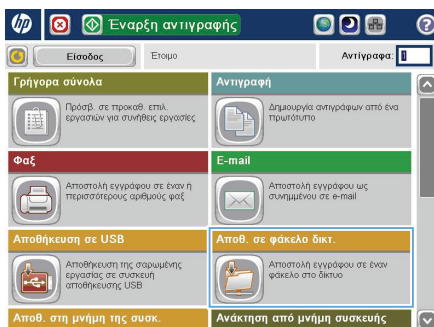 hp Έναρξη αντιγραφής ?
Είσοδος Έτοιμο Αντίγραφα: 1
Γρήγορα σύνολα Αντιγραφή
Πρόσβ. σε προκαθ. επιλ.
εργασιών για συνήθεις εργασίες
Δημιουργία αντιγράφων από ένα
πρωτότυπο
Φαξ E-mail
Αποστολή εγγράφου σε έναν ή
περισσότερους αριθμούς φαξ
Αποστολή εγγράφου ως
συνημμένου σε e-mail
Αποθήκευση σε USB Αποθ. σε φάκελο δικτ.
Αποθήκευση της σαρωμένης
εργασίας σε συσκευή
αποθήκευσης USB
Αποστολή εγγράφου σε έναν
φάκελο στο δίκτυο
Αποθ. στη μνήμη της συσκ. Ανάκτηση από μνήμη συσκευής